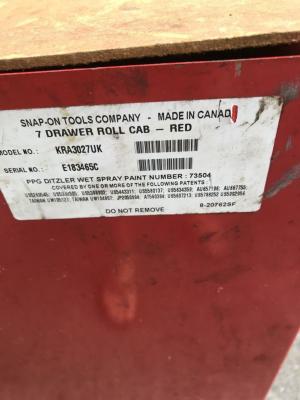 SNAP-ON TOOLS COMPANY - MADE IN CANAD
7 DRAWER ROLL CAB - RED
MODEL NO.: KRA3027UK
SERIAL NO.: E183465C
PPG DITZLER WET SPRAY PAINT NUMBER : 73504
COVERED BY ONE OR MORE OF THE FOLLOWING PATENTS
DO NOT REMOVE
8-20762SF